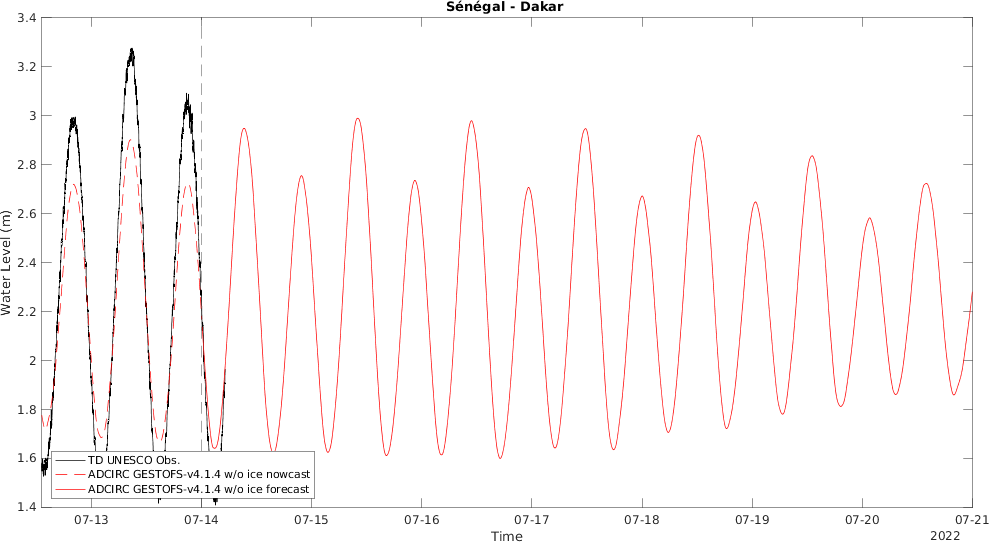 Sénégal - Dakar
3.4
3.2
3
2.8
2.6
2.4
2.2
2
1.8
1.6
1.4
Water Level (m)
TD UNESCO Obs.
ADCIRC GESTOFS-v4.1.4 w/o ice nowcast
ADCIRC GESTOFS-v4.1.4 w/o ice forecast
07-13 07-14 07-15 07-16 07-17 07-18 07-19 07-20 07-21
Time
2022